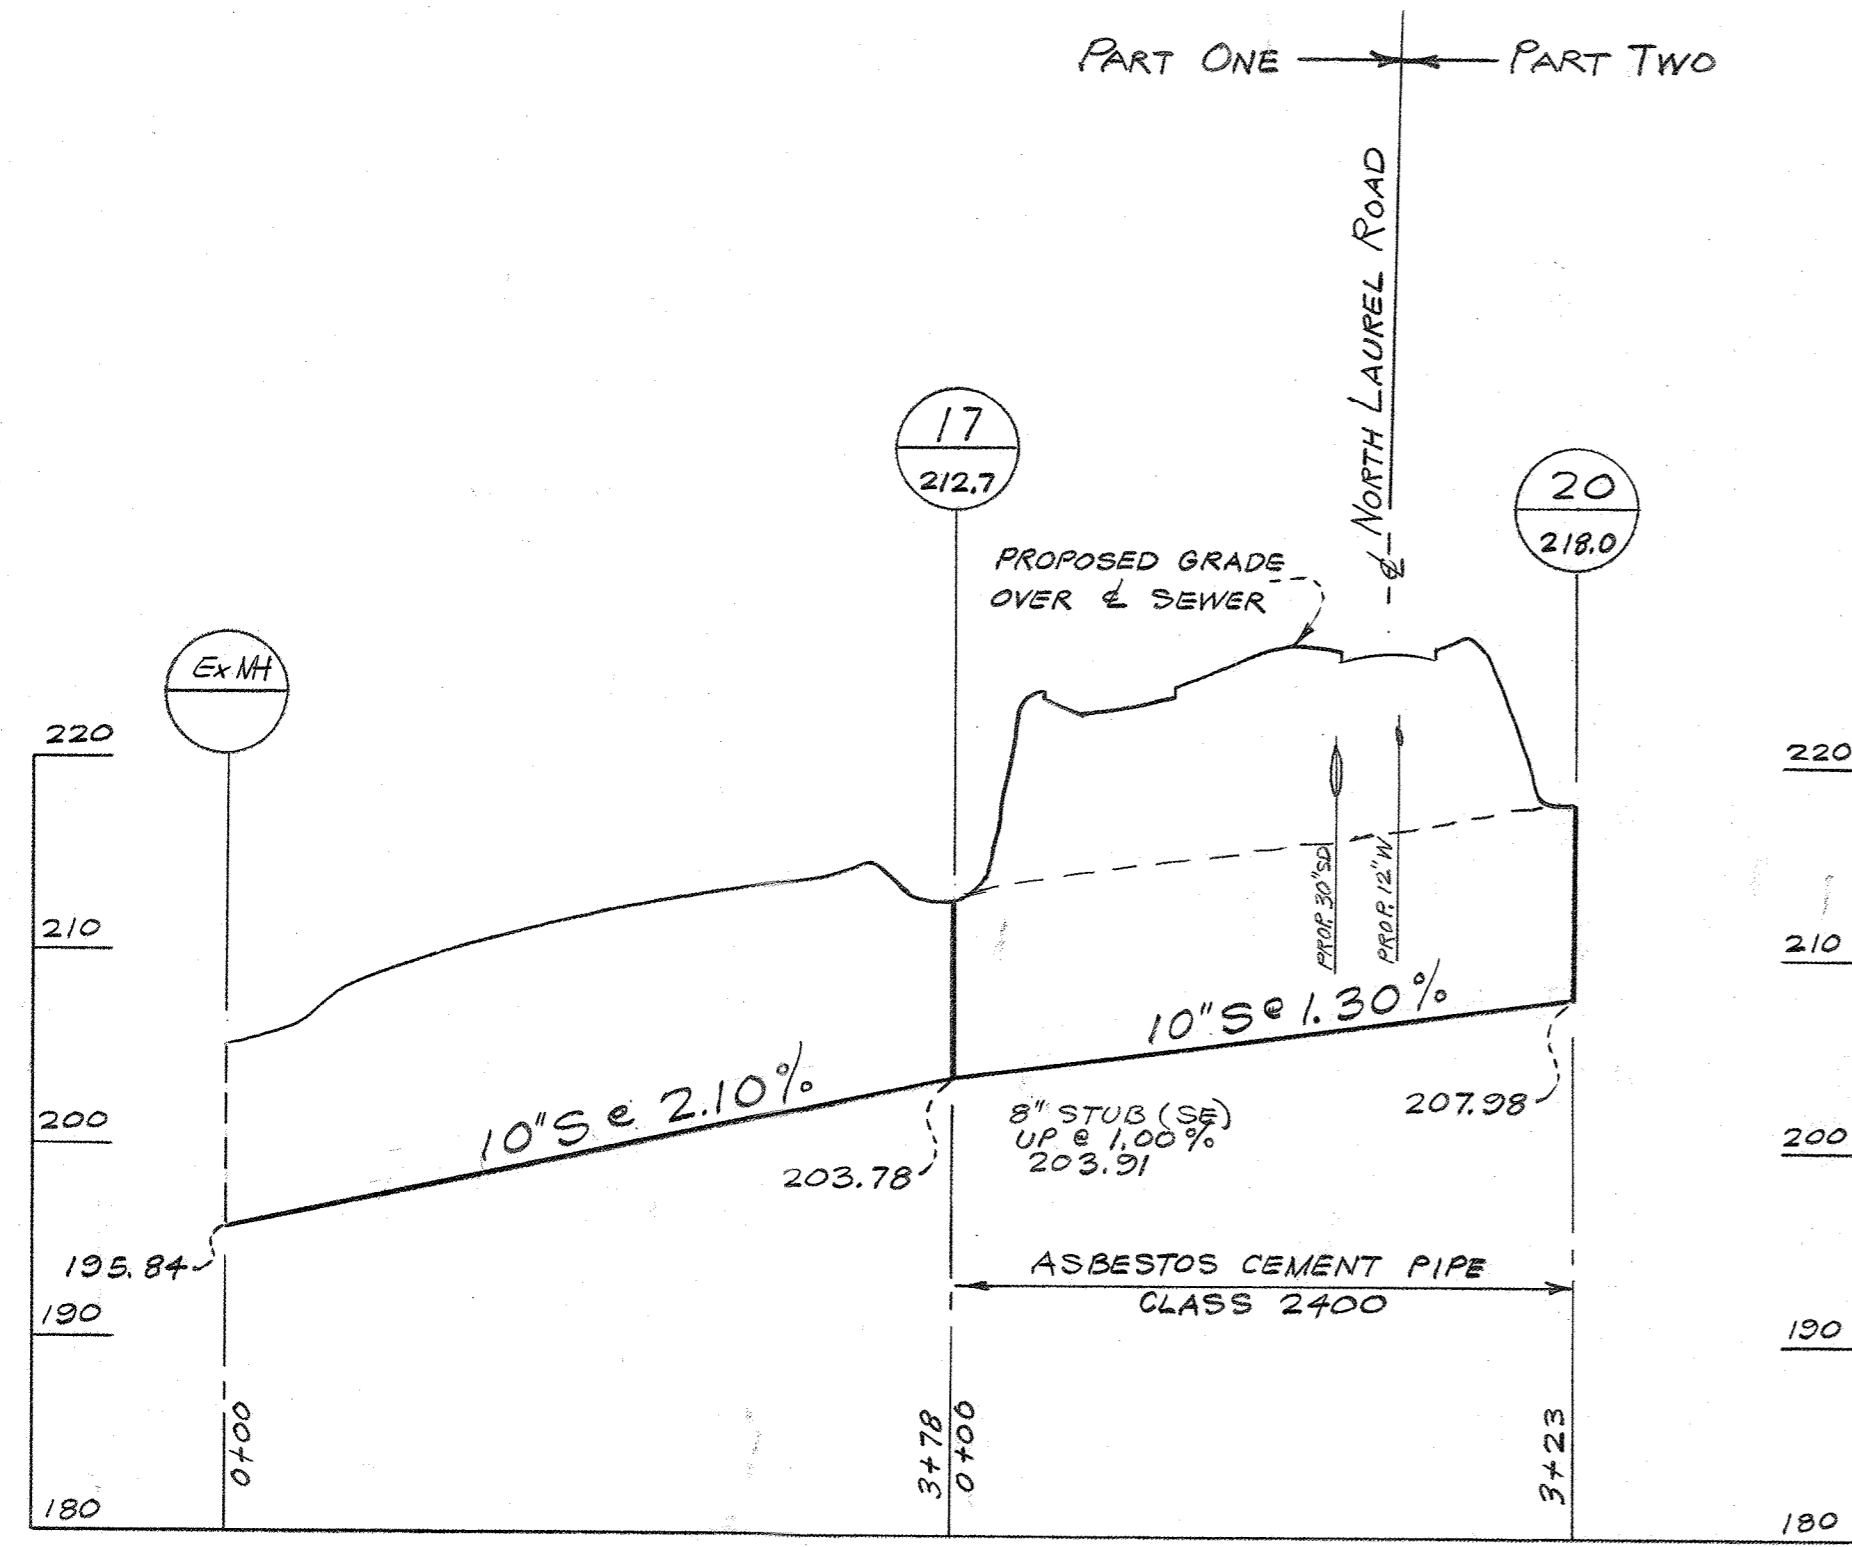 PART ONE
PART TWO
NORTH LAUREL ROAD
17
212.7
20
218.0
PROPOSED GRADE
OVER ℄ SEWER
℄
Ex MH
220
220
210
210
PROP. 30" SD
PROP. 12" W
10" S @ 1.30%
10" S @ 2.10%
200
200
8" STUB (SE)
UP @ 1.00%
203.91
203.78
207.98
195.84
ASBESTOS CEMENT PIPE
CLASS 2400
190
190
0+00
3+78
0+00
3+23
180
180